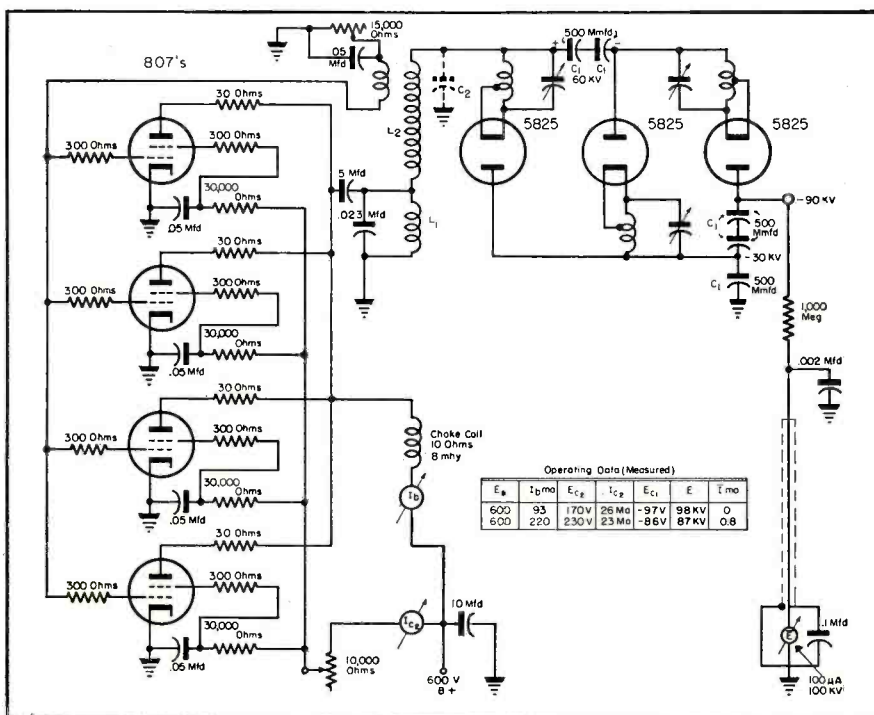 807's
15,000
Ohms
.05
Mfd
30 Ohms
300 Ohms
300 Ohms
30,000
Ohms
.05 Mfd
30 Ohms
300 Ohms
300 Ohms
30,000
Ohms
.05 Mfd
30 Ohms
300 Ohms
300 Ohms
30,000
Ohms
.05 Mfd
30 Ohms
300 Ohms
300 Ohms
30,000
Ohms
.05 Mfd
L2
C2
.5 Mfd
.023 Mfd
L1
500
Mmfd.
+
-
C1
C1
60 KV
5825
5825
5825
-90 KV
C1
500
Mmfd
-30 KV
C1
500
Mmfd
1,000
Meg
.002 Mfd
Choke Coil
10 Ohms
8 mhy
Ib
Ic2
10 Mfd
10,000
Ohms
600 V
B +
Operating Data (Measured)
EB Ib ma Ec2 Ic2 Ec1 E I ma
600 93 170V 26 Ma -97V 98 KV 0
600 220 230V 23 Ma -86V 87 KV 0.8
E
.1 Mfd
100 µA
100 KV